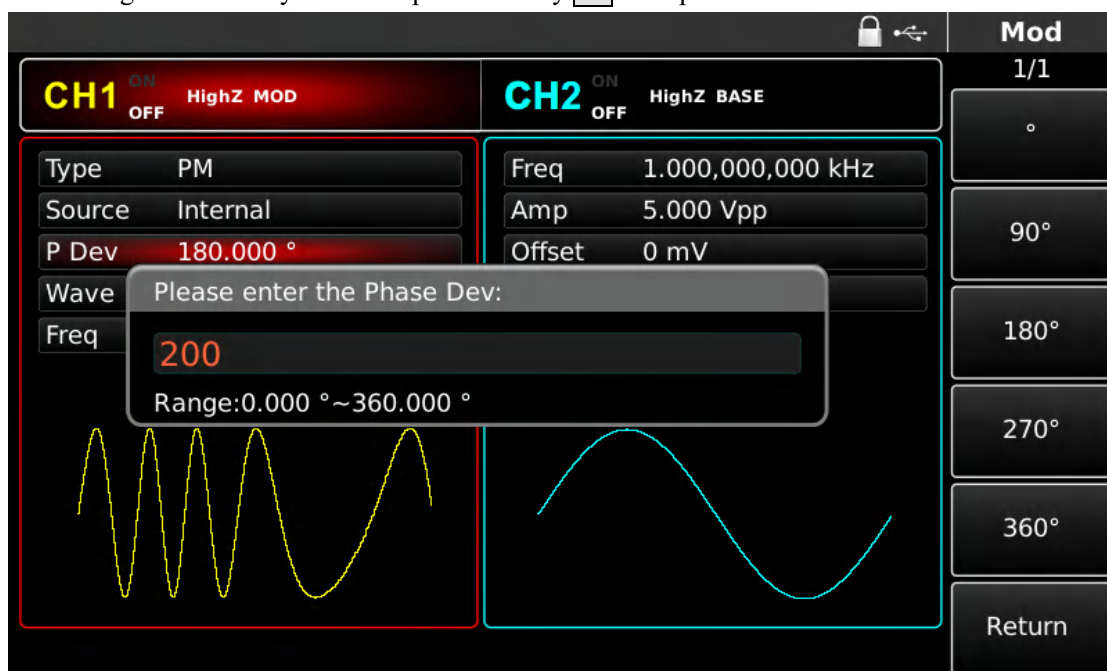 Mod
1/1
CH1 ON OFF HighZ MOD
CH2 ON OFF HighZ BASE
Type PM
Source Internal
P Dev 180.000 °
Wave
Freq
Freq 1.000,000,000 kHz
Amp 5.000 Vpp
Offset 0 mV
Please enter the Phase Dev:
200
Range:0.000 °~360.000 °
°
90°
180°
270°
360°
Return